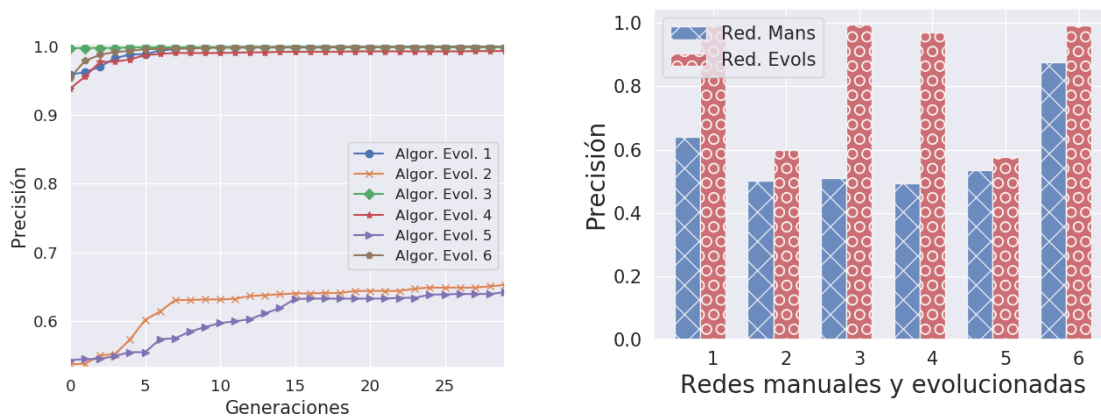 Precisión
1.0
0.9
0.8
0.7
0.6
Algor. Evol. 1
Algor. Evol. 2
Algor. Evol. 3
Algor. Evol. 4
Algor. Evol. 5
Algor. Evol. 6
0 5 10 15 20 25
Generaciones
Precisión
1.0
0.8
0.6
0.4
0.2
0.0
Red. Mans
Red. Evols
1 2 3 4 5 6
Redes manuales y evolucionadas